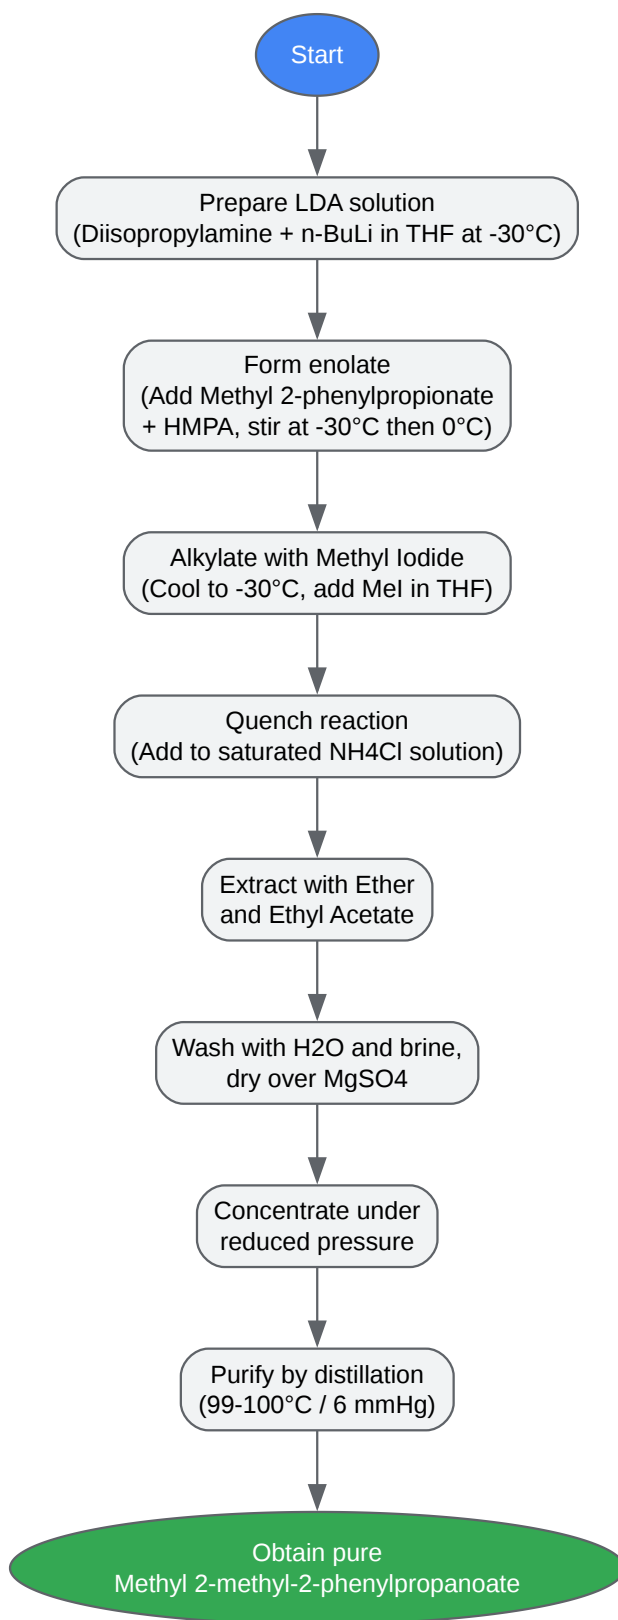 Start
Prepare LDA solution
(Diisopropylamine + n-BuLi in THF at -30°C)
Form enolate
(Add Methyl 2-phenylpropionate
+ HMPA, stir at -30°C then 0°C)
Alkylate with Methyl Iodide
(Cool to -30°C, add MeI in THF)
Quench reaction
(Add to saturated NH4Cl solution)
Extract with Ether
and Ethyl Acetate
Wash with H2O and brine,
dry over MgSO4
Concentrate under
reduced pressure
Purify by distillation
(99-100°C / 6 mmHg)
Obtain pure
Methyl 2-methyl-2-phenylpropanoate